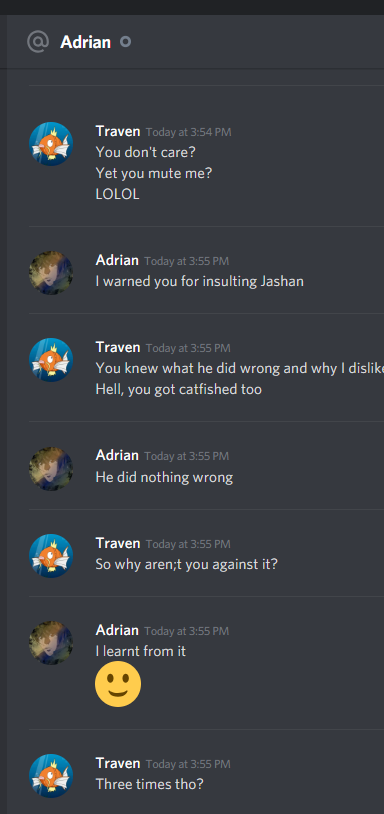 @ Adrian
Traven Today at 3:54 PM
You don't care?
Yet you mute me?
LOLOL
Adrian Today at 3:55 PM
I warned you for insulting Jashan
Traven Today at 3:55 PM
You knew what he did wrong and why I dislike
Hell, you got catfished too
Adrian Today at 3:55 PM
He did nothing wrong
Traven Today at 3:55 PM
So why aren;t you against it?
Adrian Today at 3:55 PM
I learnt from it
Traven Today at 3:55 PM
Three times tho?